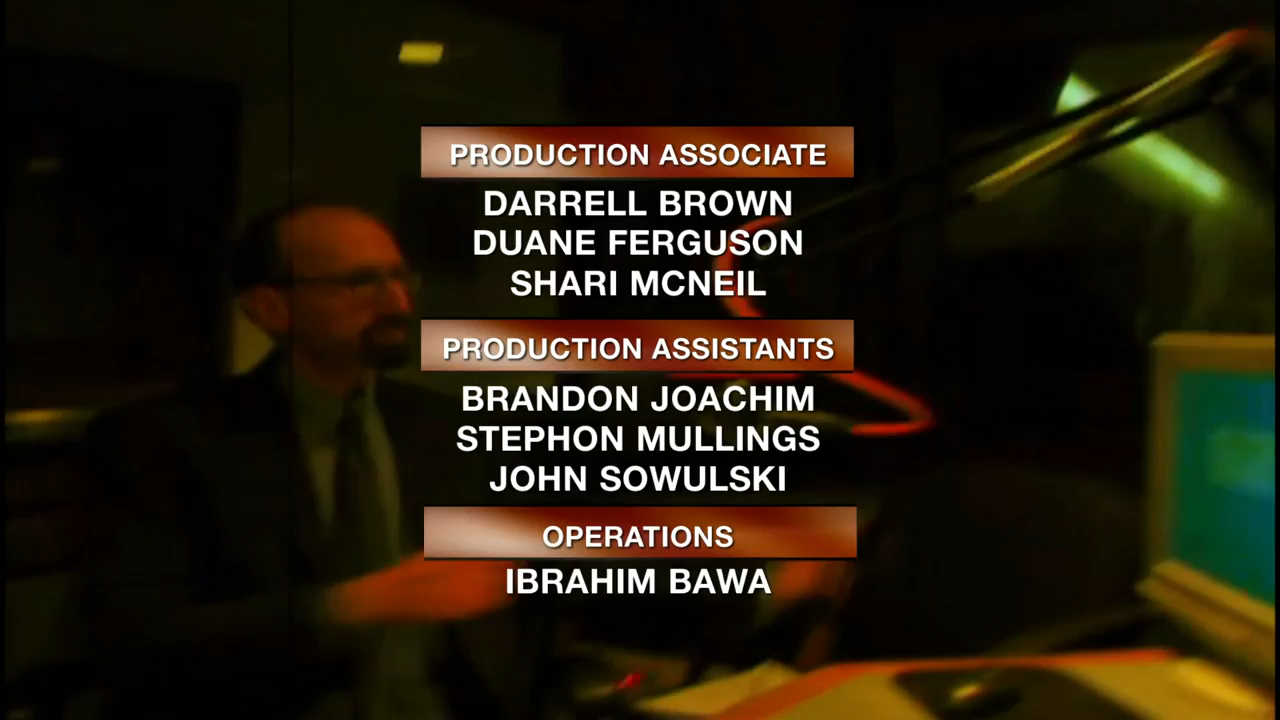 PRODUCTION ASSOCIATE
DARRELL BROWN
DUANE FERGUSON
SHARI MCNEIL
PRODUCTION ASSISTANTS
BRANDON JOACHIM
STEPHON MULLINGS
JOHN SOWULSKI
OPERATIONS
IBRAHIM BAWA